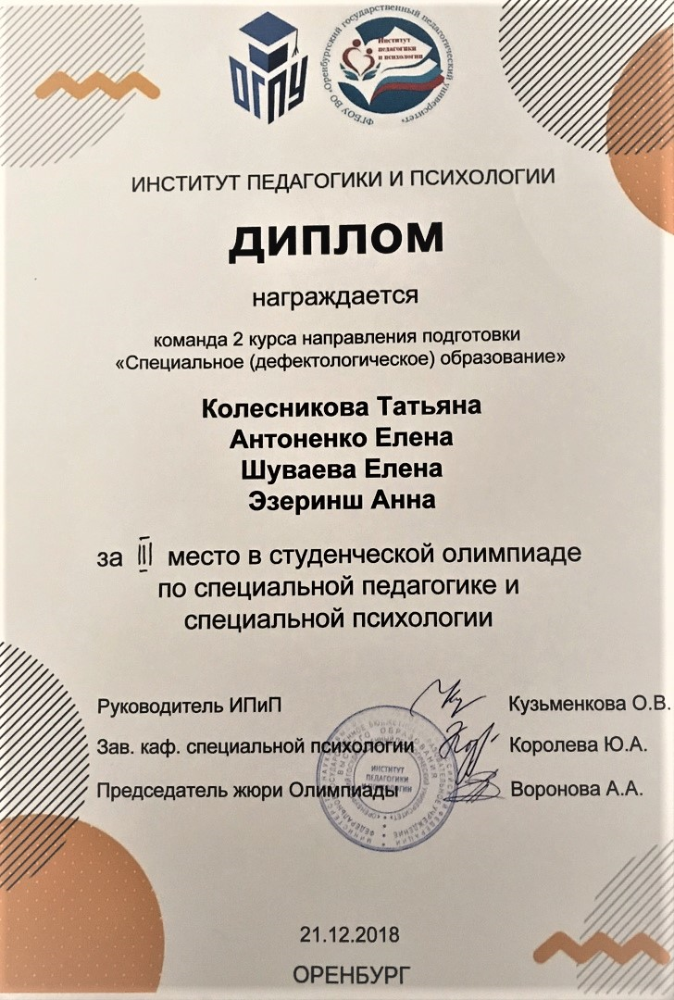 ОГПУ
ФГБОУ ВО «Оренбургский государственный педагогический университет»
Институт
педагогики
и психологии
ИНСТИТУТ ПЕДАГОГИКИ И ПСИХОЛОГИИ
ДИПЛОМ
награждается
команда 2 курса направления подготовки
«Специальное (дефектологическое) образование»
Колесникова Татьяна
Антоненко Елена
Шуваева Елена
Эзеринш Анна
за III место в студенческой олимпиаде
по специальной педагогике и
специальной психологии
Руководитель ИПиП Кузьменкова О.В.
Зав. каф. специальной психологии Королева Ю.А.
Председатель жюри Олимпиады Воронова А.А.
ИНСТИТУТ
ПЕДАГОГИКИ
И ПСИХОЛОГИИ
21.12.2018
ОРЕНБУРГ